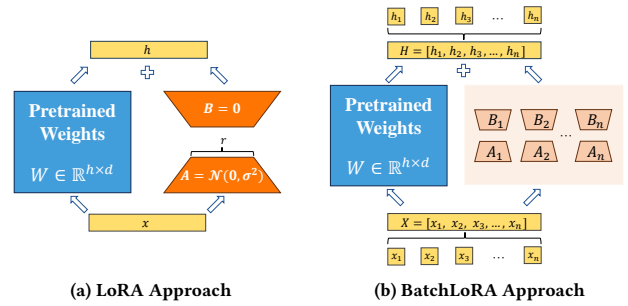 h
Pretrained
Weights
W ∈ ℝ^{h×d}
B = 0
r
A = 𝒩(0, σ²)
x
(a) LoRA Approach
h₁ h₂ h₃ ... hₙ
H = [h₁, h₂, h₃, ..., hₙ]
Pretrained
Weights
W ∈ ℝ^{h×d}
B₁ B₂ Bₙ
...
A₁ A₂ Aₙ
X = [x₁, x₂, x₃, ..., xₙ]
x₁ x₂ x₃ ... xₙ
(b) BatchLoRA Approach